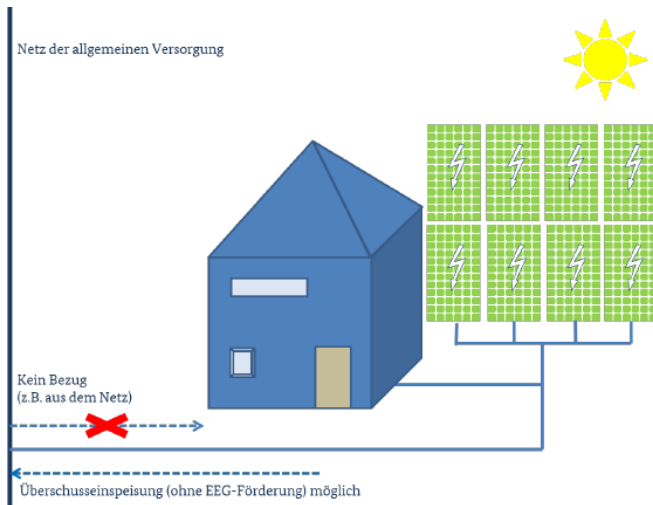 Netz der allgemeinen Versorgung
Kein Bezug
(z.B. aus dem Netz)
Überschusseinspeisung (ohne EEG-Förderung) möglich